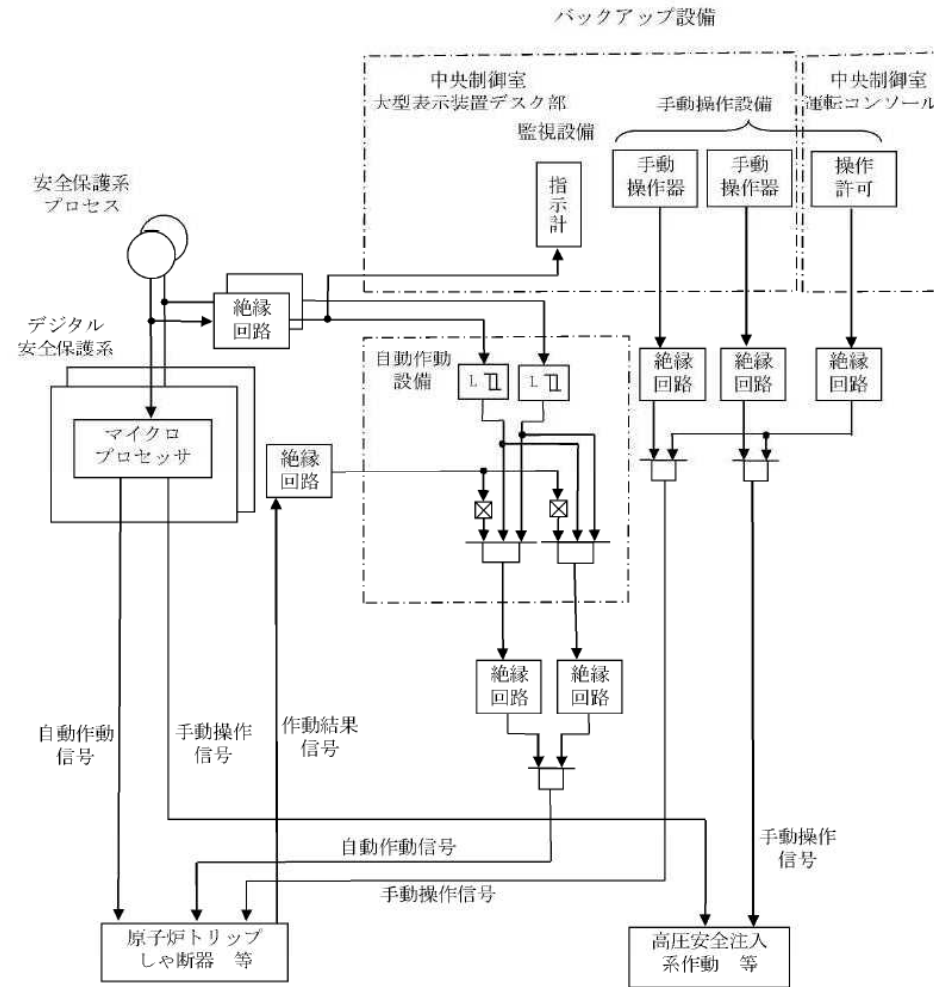 バックアップ設備
中央制御室
大型表示装置デスク部
中央制御室
運転コンソール
監視設備
手動操作設備
指示計
手動
操作器
手動
操作器
操作
許可
安全保護系
プロセス
絶縁
回路
デジタル
安全保護系
マイクロ
プロセッサ
自動作動
設備
L
L
絶縁
回路
絶縁
回路
絶縁
回路
絶縁
回路
絶縁
回路
絶縁
回路
自動作動
信号
手動操作
信号
作動結果
信号
自動作動信号
手動操作信号
手動操作
信号
原子炉トリップ
しゃ断器 等
高圧安全注入
系作動 等